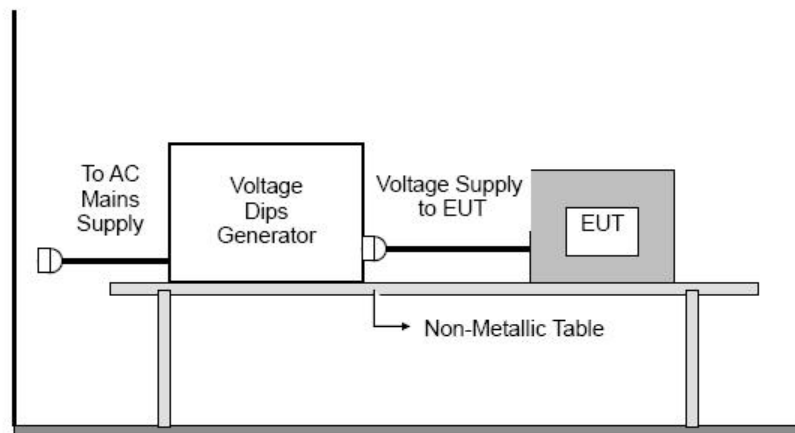 To AC
Mains
Supply
Voltage
Dips
Generator
Voltage Supply
to EUT
EUT
Non-Metallic Table